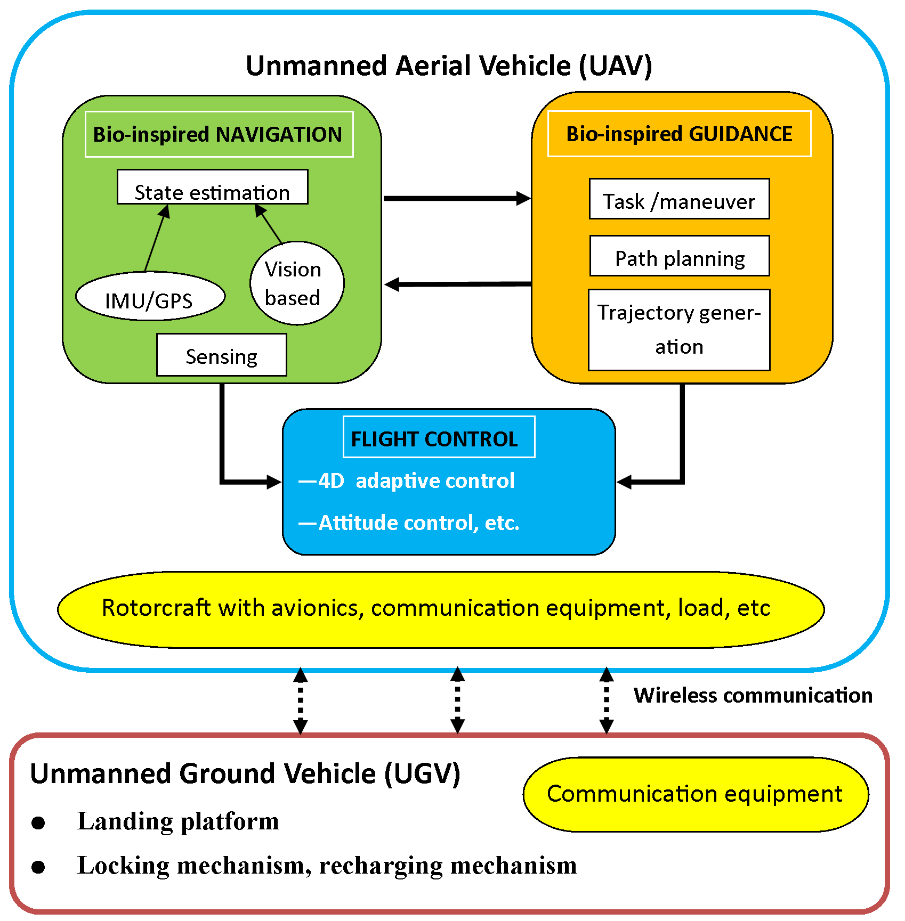 Unmanned Aerial Vehicle (UAV)
Bio-inspired NAVIGATION
State estimation
IMU/GPS
Vision
based
Sensing
Bio-inspired GUIDANCE
Task /maneuver
Path planning
Trajectory gener-
ation
FLIGHT CONTROL
—4D adaptive control
—Attitude control, etc.
Rotorcraft with avionics, communication equipment, load, etc
Wireless communication
Unmanned Ground Vehicle (UGV)
● Landing platform
● Locking mechanism, recharging mechanism
Communication equipment